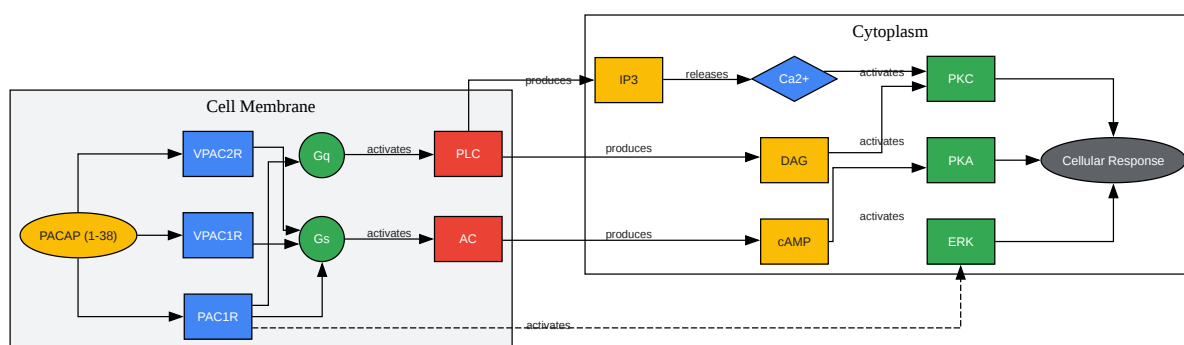 Cytoplasm
produces
IP3
releases
Ca2+
activates
PKC
Cell Membrane
VPAC2R
Gq
activates
PLC
produces
DAG
activates
PKA
Cellular Response
PACAP (1-38)
VPAC1R
Gs
activates
AC
produces
cAMP
activates
ERK
PAC1R
activates